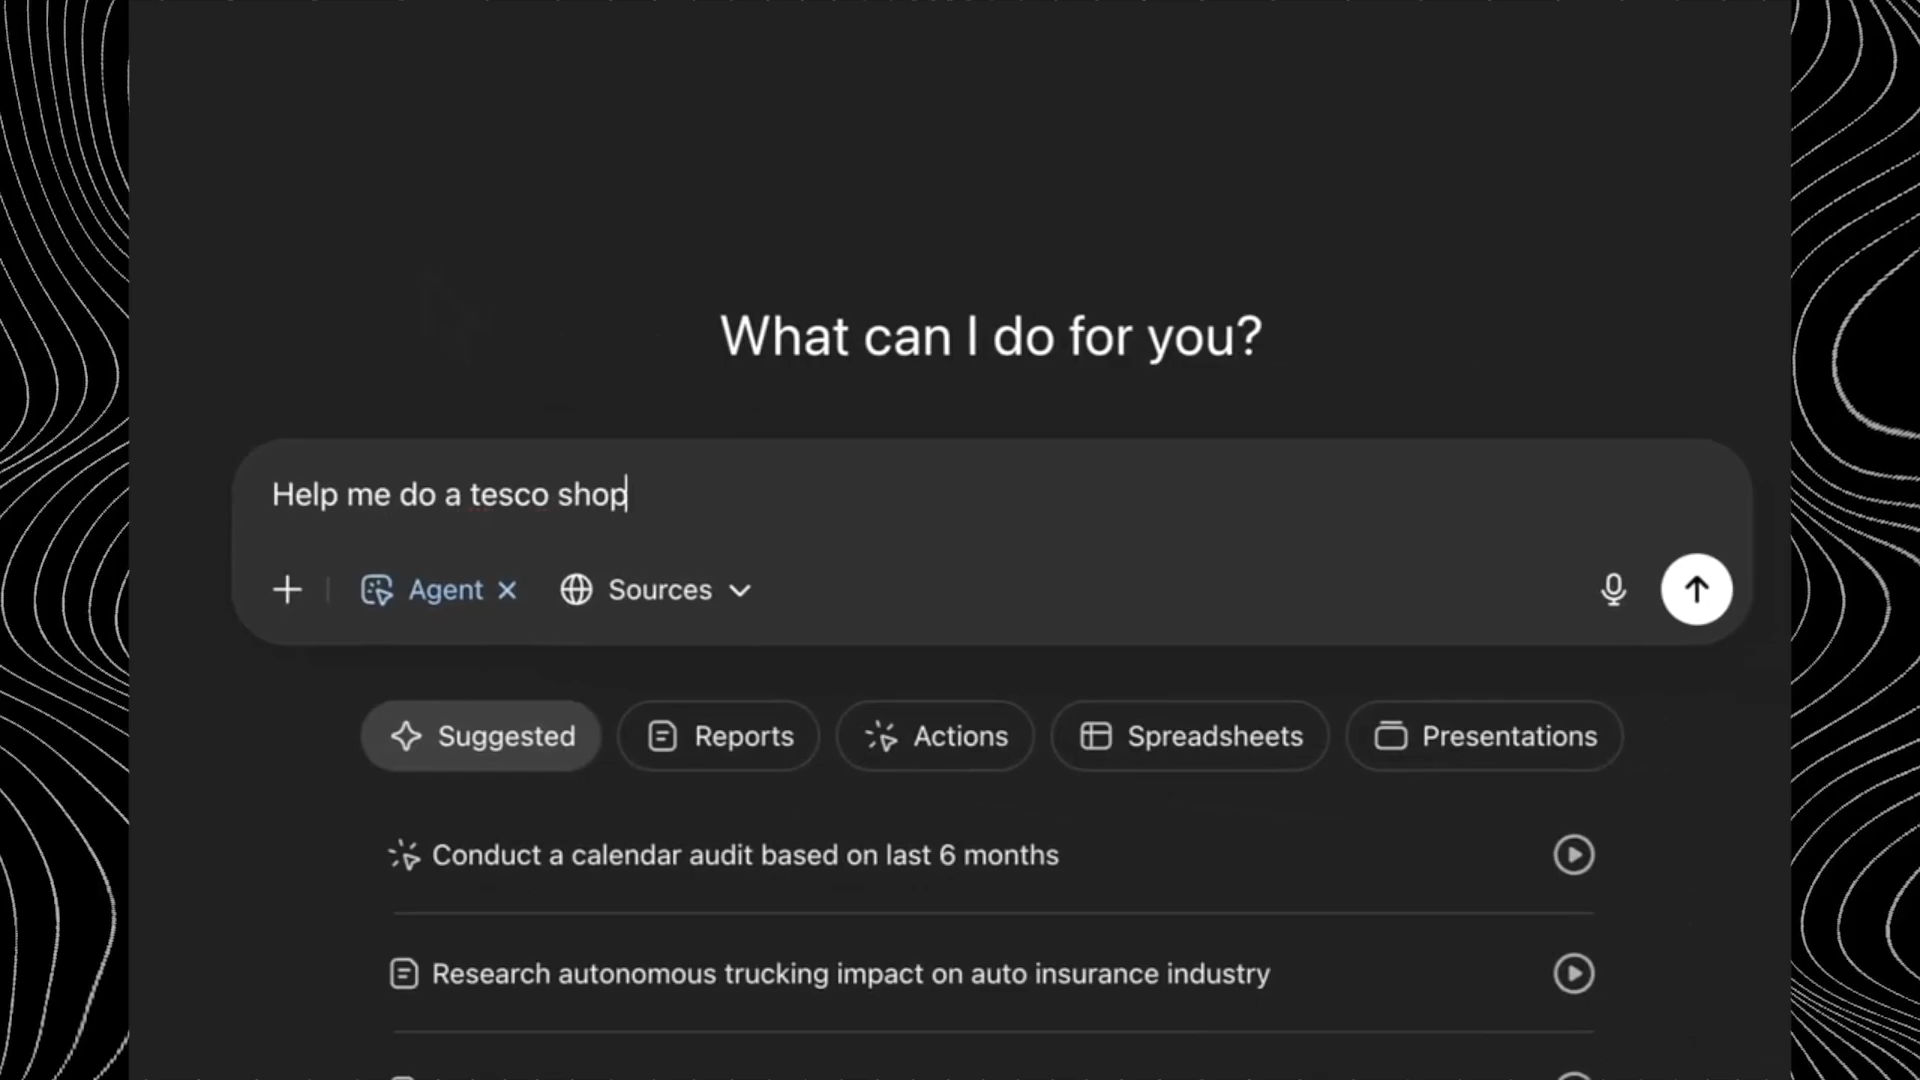 What can I do for you?
Help me do a tesco shop
Agent Sources
Suggested Reports Actions Spreadsheets Presentations
Conduct a calendar audit based on last 6 months
Research autonomous trucking impact on auto insurance industry